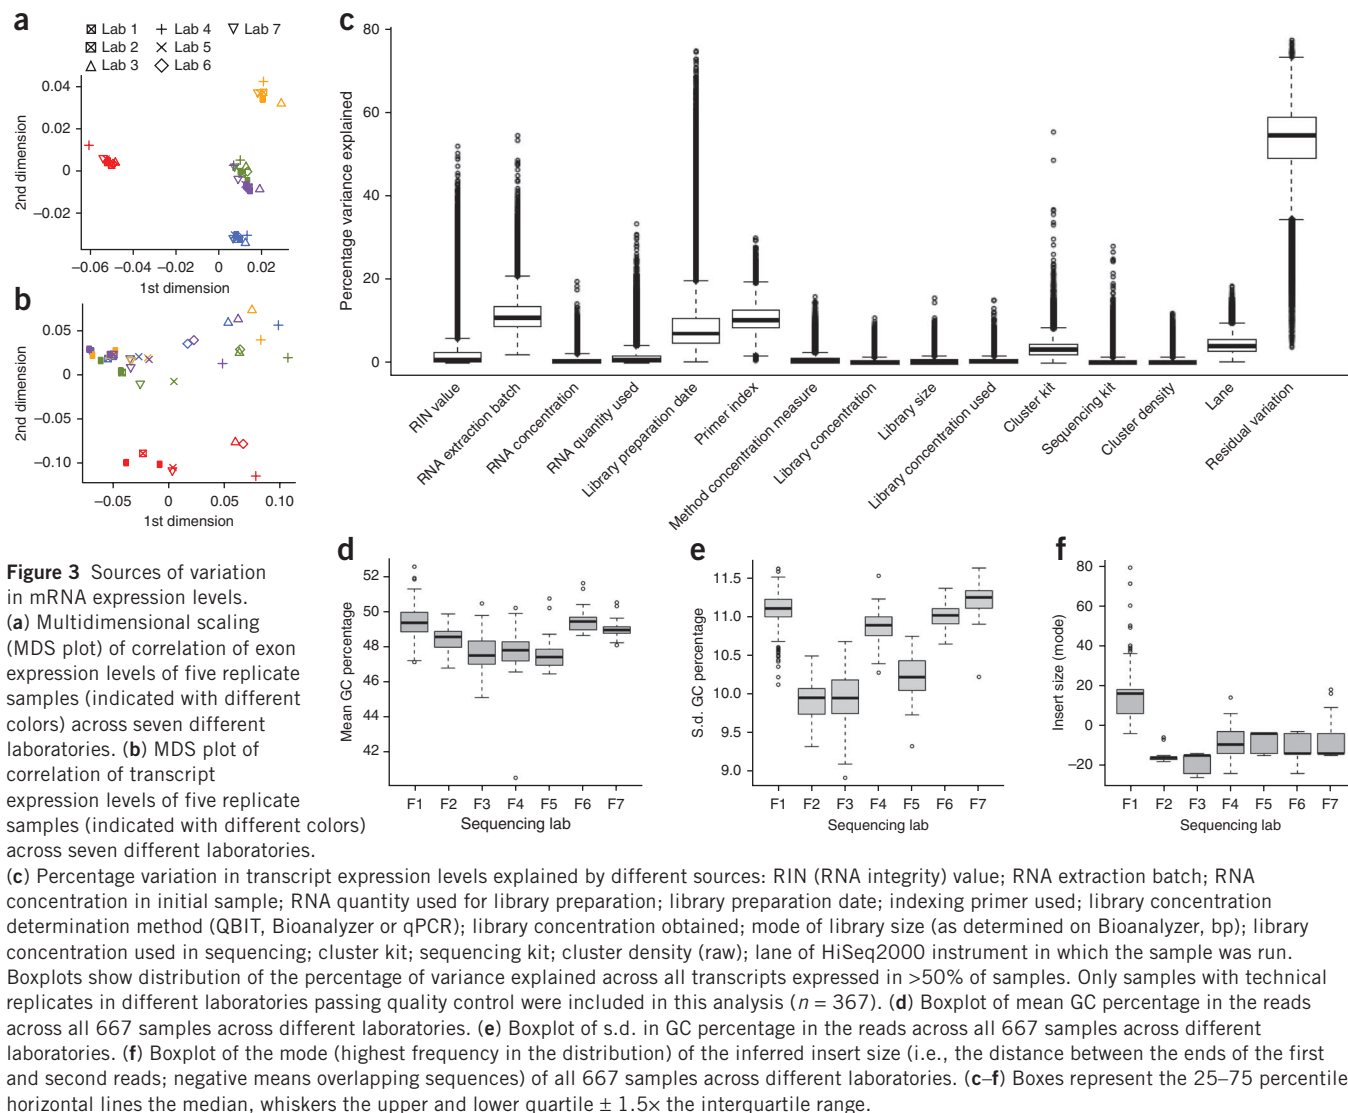 a
Lab 1
Lab 4
Lab 7
Lab 2
Lab 5
Lab 3
Lab 6
0.04
0.02
0
−0.02
2nd dimension
−0.06 −0.04 −0.02 0 0.02
1st dimension
b
0.05
0
−0.05
−0.10
2nd dimension
−0.05 0 0.05 0.10
1st dimension
c
80
60
40
20
0
Percentage variance explained
RIN value
RNA extraction batch
RNA concentration
RNA quantity used
Library preparation date
Primer index
Method concentration measure
Library concentration
Library size
Library concentration used
Cluster kit
Sequencing kit
Cluster density
Lane
Residual variation
d
52
50
48
46
44
42
Mean GC percentage
F1 F2 F3 F4 F5 F6 F7
Sequencing lab
e
11.5
11.0
10.5
10.0
9.5
9.0
S.d. GC percentage
F1 F2 F3 F4 F5 F6 F7
Sequencing lab
f
80
60
40
20
0
−20
Insert size (mode)
F1 F2 F3 F4 F5 F6 F7
Sequencing lab
Figure 3 Sources of variation
in mRNA expression levels.
(a) Multidimensional scaling
(MDS plot) of correlation of exon
expression levels of five replicate
samples (indicated with different
colors) across seven different
laboratories. (b) MDS plot of
correlation of transcript
expression levels of five replicate
samples (indicated with different colors)
across seven different laboratories.
(c) Percentage variation in transcript expression levels explained by different sources: RIN (RNA integrity) value; RNA extraction batch; RNA
concentration in initial sample; RNA quantity used for library preparation; library preparation date; indexing primer used; library concentration
determination method (QBIT, Bioanalyzer or qPCR); library concentration obtained; mode of library size (as determined on Bioanalyzer, bp); library
concentration used in sequencing; cluster kit; sequencing kit; cluster density (raw); lane of HiSeq2000 instrument in which the sample was run.
Boxplots show distribution of the percentage of variance explained across all transcripts expressed in >50% of samples. Only samples with technical
replicates in different laboratories passing quality control were included in this analysis (n = 367). (d) Boxplot of mean GC percentage in the reads
across all 667 samples across different laboratories. (e) Boxplot of s.d. in GC percentage in the reads across all 667 samples across different
laboratories. (f) Boxplot of the mode (highest frequency in the distribution) of the inferred insert size (i.e., the distance between the ends of the first
and second reads; negative means overlapping sequences) of all 667 samples across different laboratories. (c–f) Boxes represent the 25–75 percentile,
horizontal lines the median, whiskers the upper and lower quartile ± 1.5× the interquartile range.